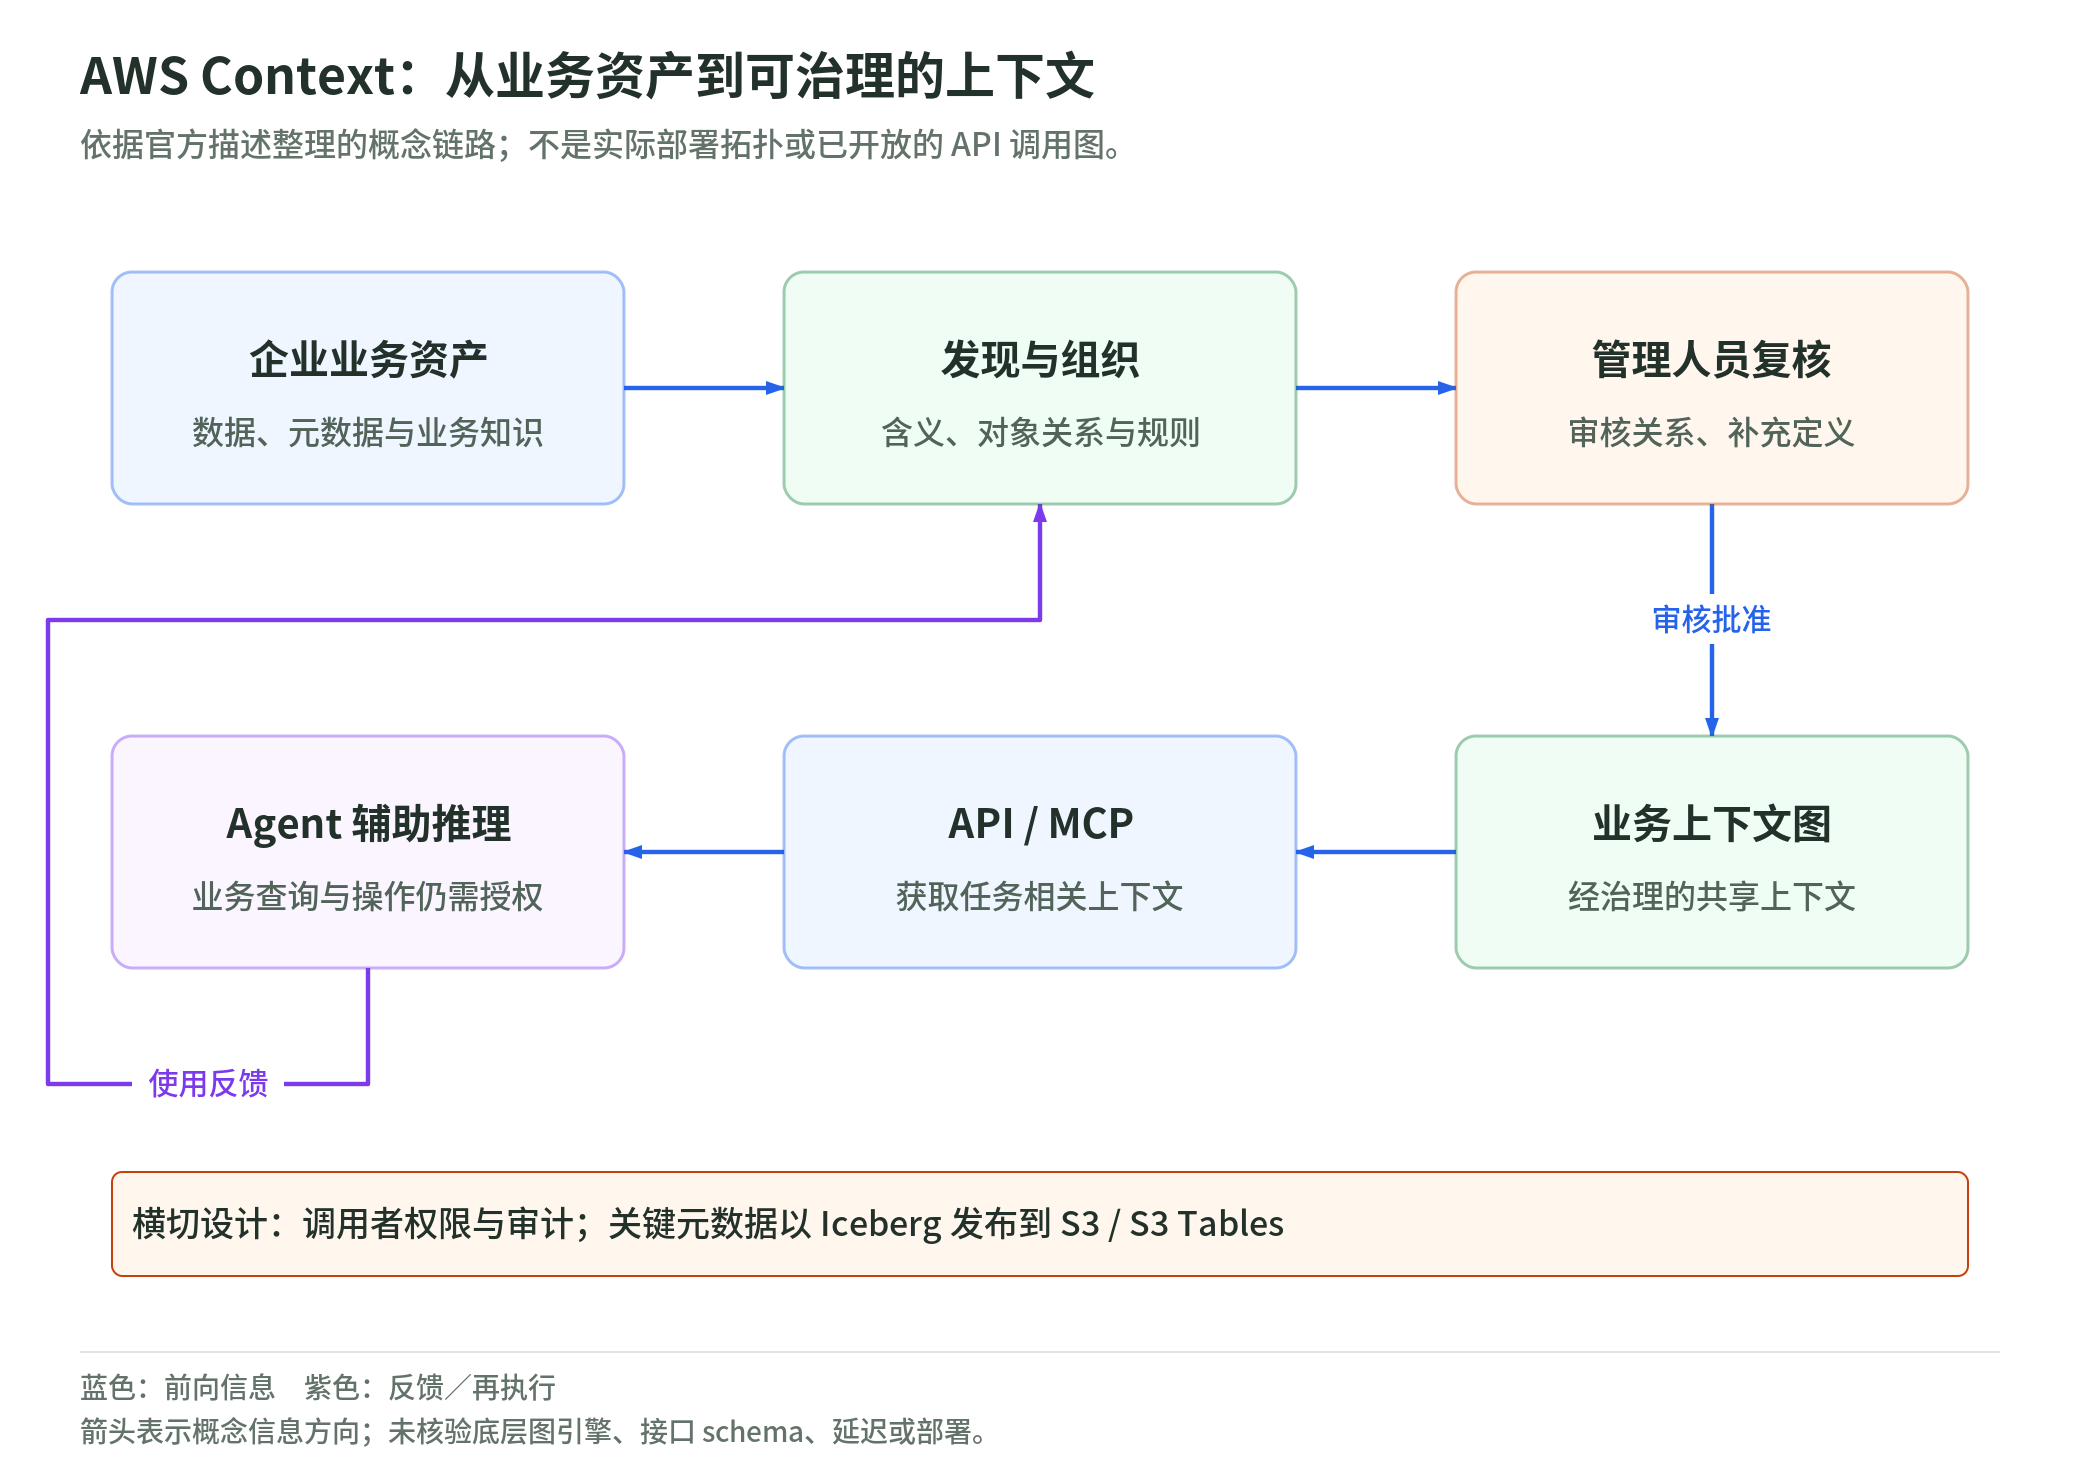 AWS Context：从业务资产到可治理的上下文
依据官方描述整理的概念链路；不是实际部署拓扑或已开放的 API 调用图。
企业业务资产
数据、元数据与业务知识
发现与组织
含义、对象关系与规则
管理人员复核
审核关系、补充定义
审核批准
Agent 辅助推理
业务查询与操作仍需授权
API / MCP
获取任务相关上下文
业务上下文图
经治理的共享上下文
使用反馈
横切设计：调用者权限与审计；关键元数据以 Iceberg 发布到 S3 / S3 Tables
蓝色：前向信息　紫色：反馈／再执行
箭头表示概念信息方向；未核验底层图引擎、接口 schema、延迟或部署。